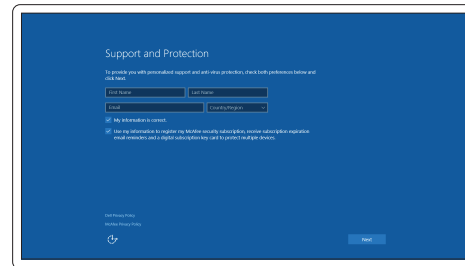 Support and Protection
To provide you with personalized support and anti-virus protection, check both preferences below and
click Next.
First Name
Last Name
Email
Country/Region
My information is correct.
Use my information to register my McAfee security subscription, receive subscription expiration
email reminders and a digital subscription key card to protect multiple devices.
Dell Privacy Policy
McAfee Privacy Policy
Next